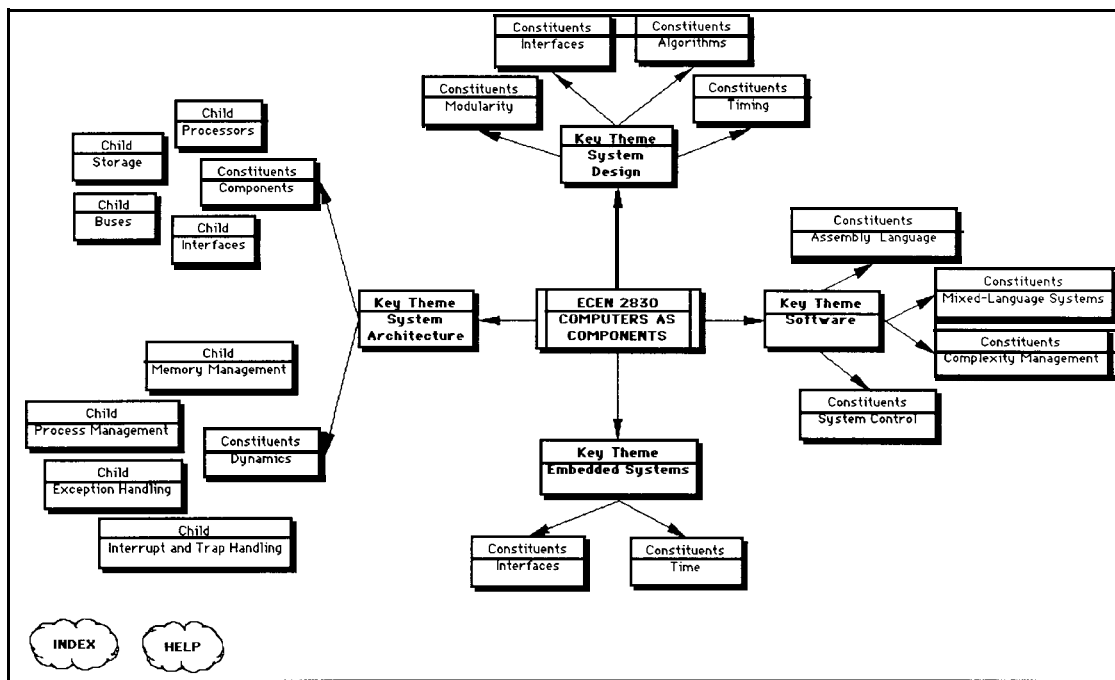 Constituents
Interfaces
Constituents
Algorithms
Constituents
Modularity
Constituents
Timing
Key Theme
System
Design
Child
Processors
Child
Storage
Constituents
Components
Child
Buses
Child
Interfaces
Key Theme
System
Architecture
ECEN 2830
COMPUTERS AS
COMPONENTS
Constituents
Assembly Language
Key Theme
Software
Constituents
Mixed-Language Systems
Constituents
Complexity Management
Constituents
System Control
Child
Memory Management
Child
Process Management
Constituents
Dynamics
Child
Exception Handling
Child
Interrupt and Trap Handling
Key Theme
Embedded Systems
Constituents
Interfaces
Constituents
Time
INDEX
HELP